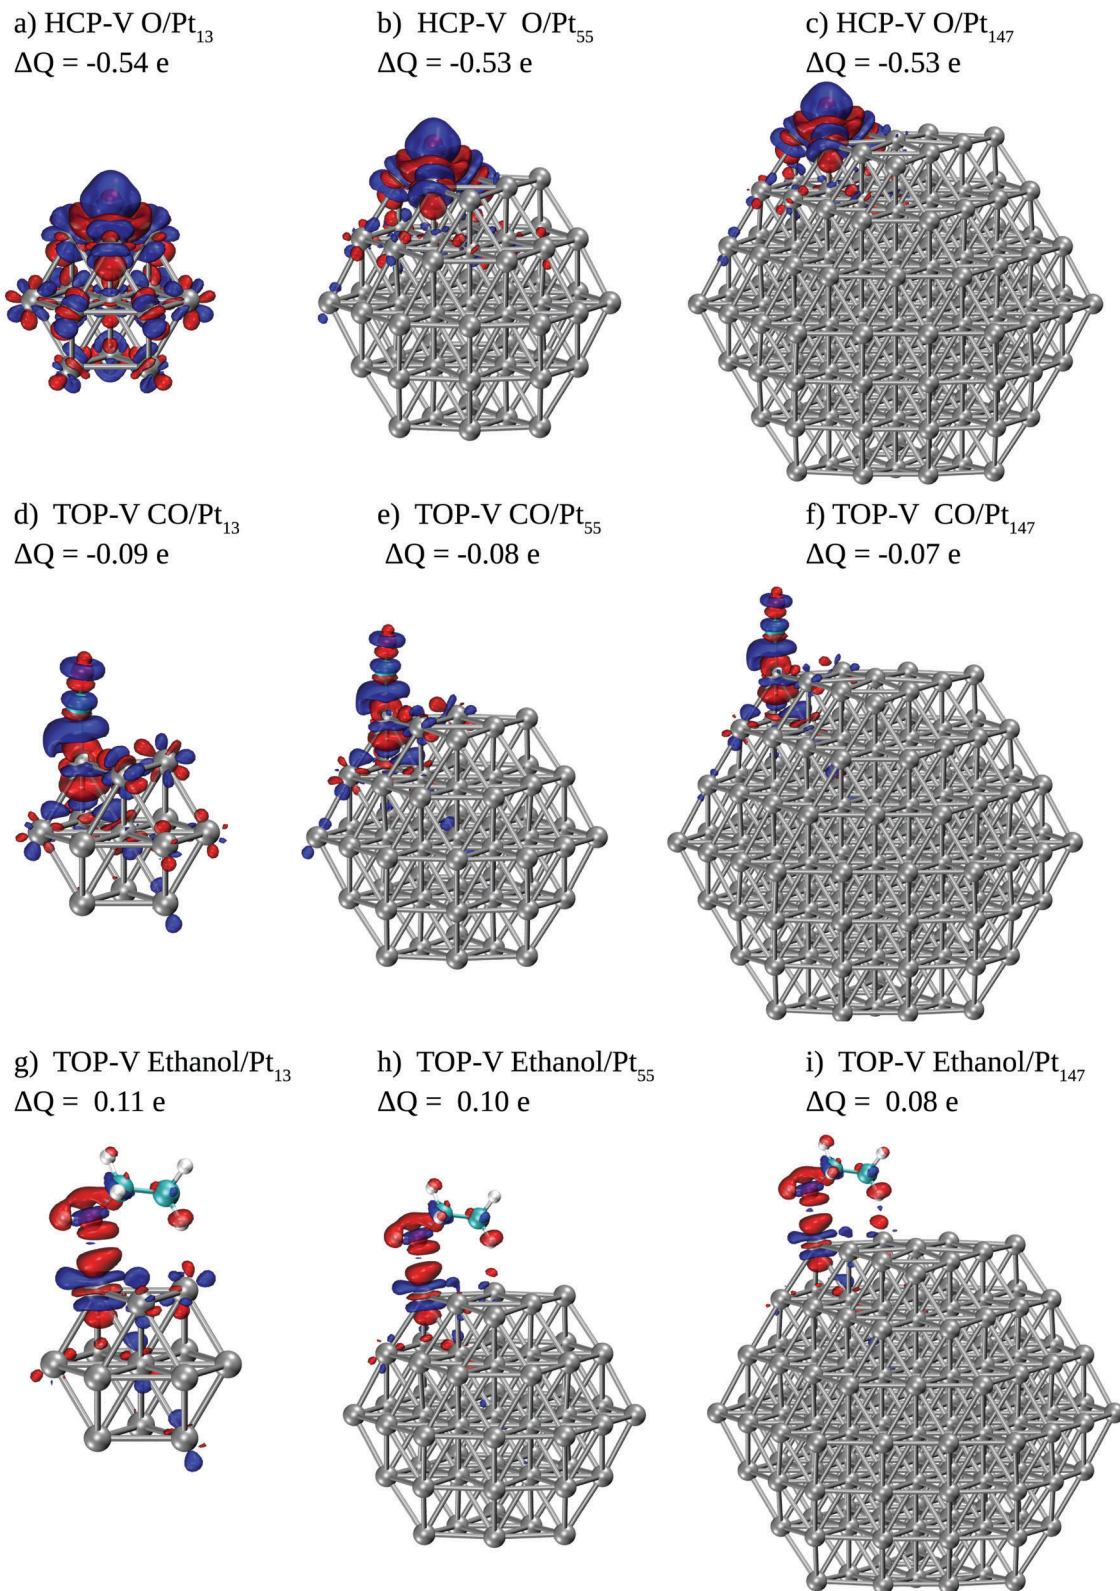 a) HCP-V O/Pt₁₃
ΔQ = -0.54 e
b) HCP-V O/Pt₅₅
ΔQ = -0.53 e
c) HCP-V O/Pt₁₄₇
ΔQ = -0.53 e
d) TOP-V CO/Pt₁₃
ΔQ = -0.09 e
e) TOP-V CO/Pt₅₅
ΔQ = -0.08 e
f) TOP-V CO/Pt₁₄₇
ΔQ = -0.07 e
g) TOP-V Ethanol/Pt₁₃
ΔQ = 0.11 e
h) TOP-V Ethanol/Pt₅₅
ΔQ = 0.10 e
i) TOP-V Ethanol/Pt₁₄₇
ΔQ = 0.08 e